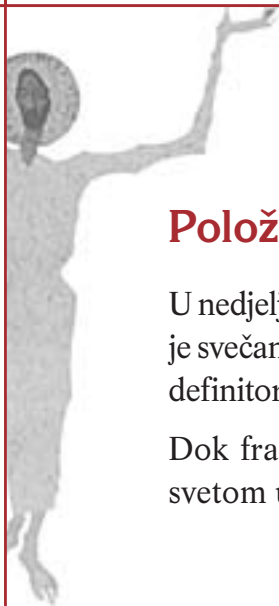 Polož
U nedjelj
je svečan
definitor
Dok fra
svetom u